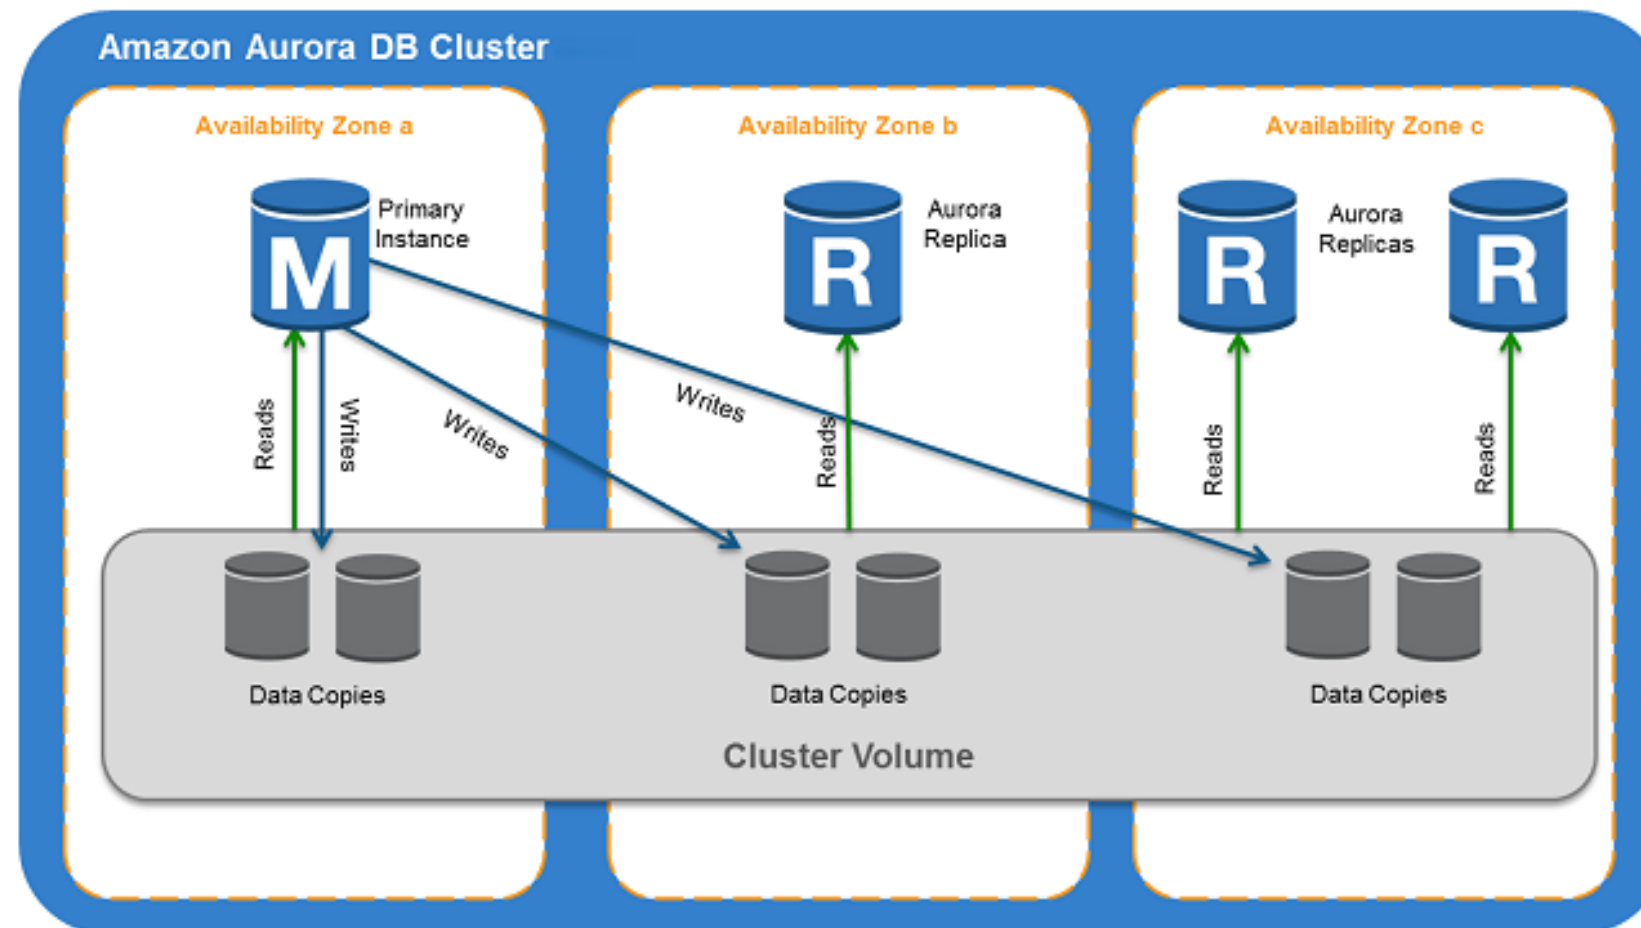 Amazon Aurora DB Cluster
Availability Zone a
Availability Zone b
Availability Zone c
M
Primary
Instance
R
Aurora
Replica
R
Aurora
Replicas
R
Reads
Writes
Writes
Writes
Reads
Reads
Reads
Data Copies
Data Copies
Data Copies
Cluster Volume